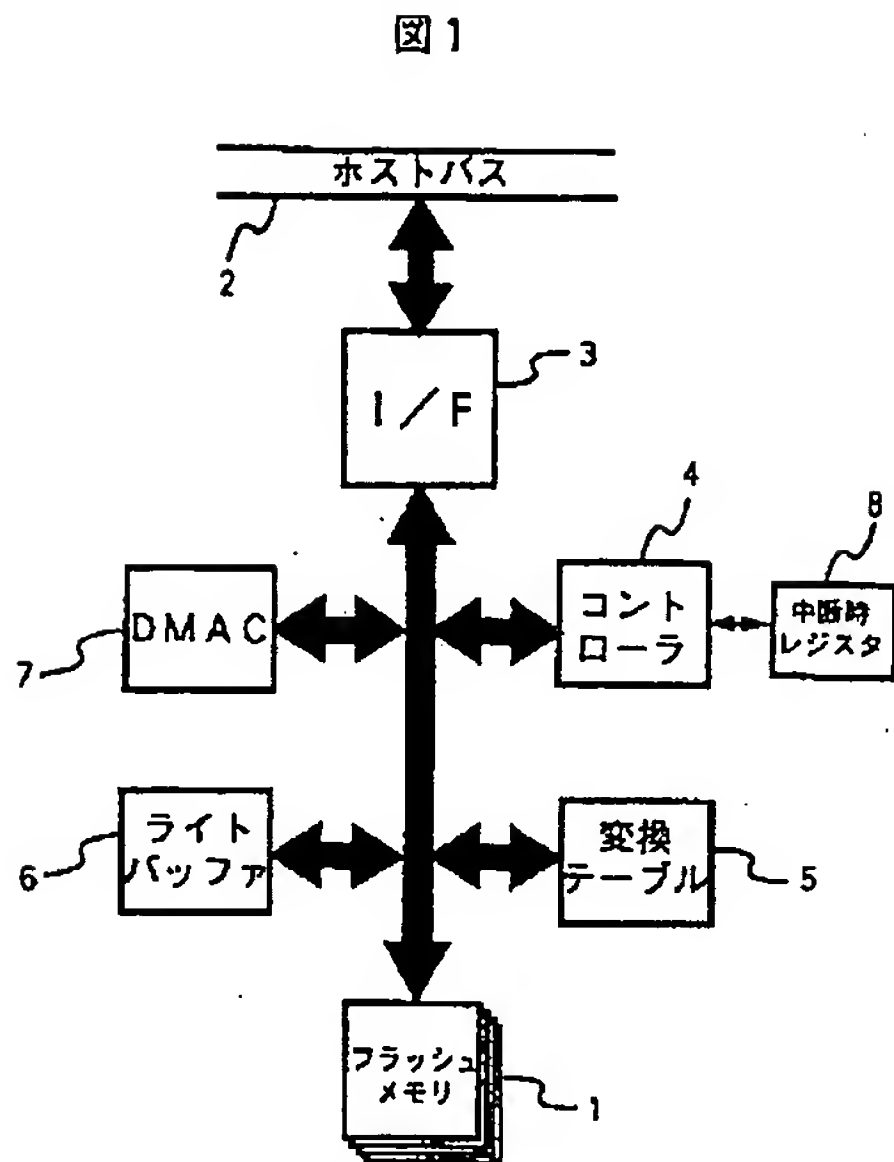 図1
ホストバス
2
I/F
3
4
8
DMAC
7
コント
ローラ
中断時
レジスタ
ライト
バッファ
6
変換
テーブル
5
フラッシュ
メモリ
1